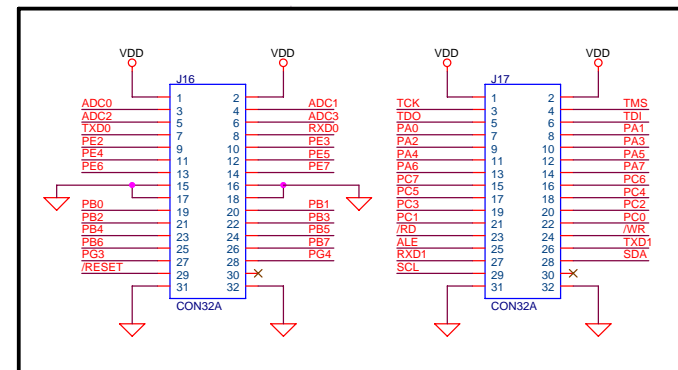 VDD VDD VDD VDD
J16 J17
1 2 1 2
ADC0 3 4 ADC1 TCK 3 4 TMS
ADC2 5 6 ADC3 TDO 5 6 TDI
TXD0 7 8 RXD0 PA0 7 8 PA1
PE2 9 10 PE3 PA2 9 10 PA3
PE4 11 12 PE5 PA4 11 12 PA5
PE6 13 14 PE7 PA6 13 14 PA7
15 16 PC7 15 16 PC6
17 18 PC5 17 18 PC4
PB0 19 20 PB1 PC3 19 20 PC2
PB2 21 22 PB3 PC1 21 22 PC0
PB4 23 24 PB5 /RD 23 24 /WR
PB6 25 26 PB7 ALE 25 26 TXD1
PG3 27 28 PG4 RXD1 27 28 SDA
/RESET 29 30 SCL 29 30
31 32 31 32
CON32A CON32A